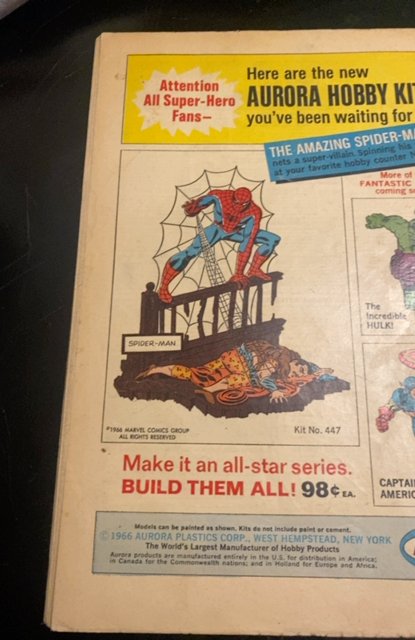 Attention
All Super-Hero
Fans—
Here are the new
AURORA HOBBY
you've been waiting for
THE AMAZING
Spinning his
nets a super-villain.
at your favorite hobby counter
More of
FANTASTIC
coming
SPIDER-MAN
The
Incredible
HULK!
©1966 MARVEL COMICS GROUP
ALL RIGHTS RESERVED
Kit No. 447
Make it an all-star series.
BUILD THEM ALL! 98¢ EA.
Models can be painted as shown. Kits do not include paint or cement.
© 1966 AURORA PLASTICS CORP., WEST HEMPSTEAD, NEW YORK
The World's Largest Manufacturer of Hobby Products
Aurora products are manufactured entirely in the U.S. for distribution in America;
in Canada for the Commonwealth nations; and in Holland for Europe and Africa.